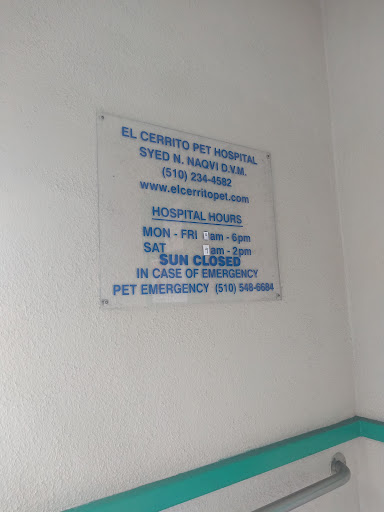 EL CERRITO PET HOSPITAL
SYED N. NAQVI D.V.M.
(510) 234-4582
www.elcerritopet.com
HOSPITAL HOURS
MON - FRI am - 6pm
SAT am - 2pm
SUN CLOSED
IN CASE OF EMERGENCY
PET EMERGENCY (510) 548-6684